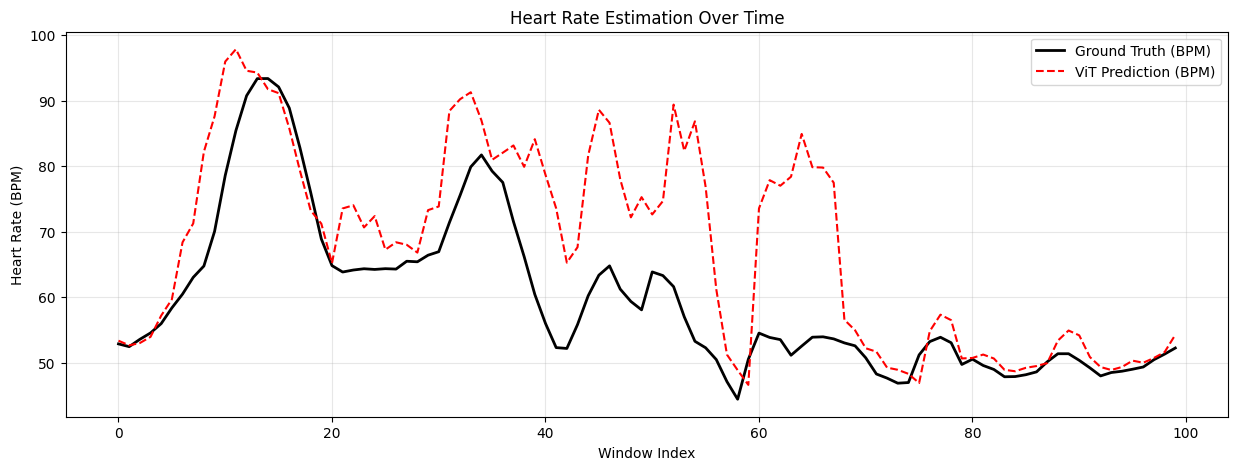 Heart Rate Estimation Over Time
Ground Truth (BPM)
ViT Prediction (BPM)
Heart Rate (BPM)
100
90
80
70
60
50
0
20
40
60
80
100
Window Index